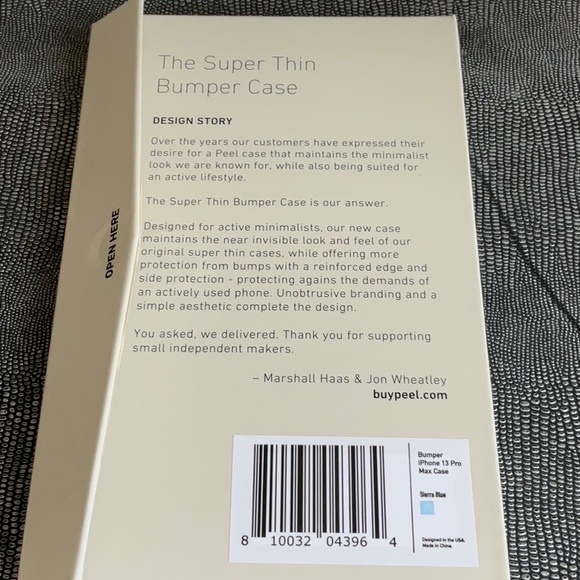 The Super Thin
Bumper Case
DESIGN STORY
Over the years our customers have expressed their
desire for a Peel case that maintains the minimalist
look we are known for, while also being suited for
an active lifestyle.
The Super Thin Bumper Case is our answer.
Designed for active minimalists, our new case
maintains the near invisible look and feel of our
original super thin cases, while offering more
protection from bumps with a reinforced edge and
side protection - protecting agains the demands of
an actively used phone. Unobtrusive branding and a
simple aesthetic complete the design.
You asked, we delivered. Thank you for supporting
small independent makers.
– Marshall Haas & Jon Wheatley
buypeel.com
OPEN HERE
Bumper
iPhone 13 Pro
Max Case
Sierra Blue
Designed in the USA.
Made in China.
8 10032 04396 4